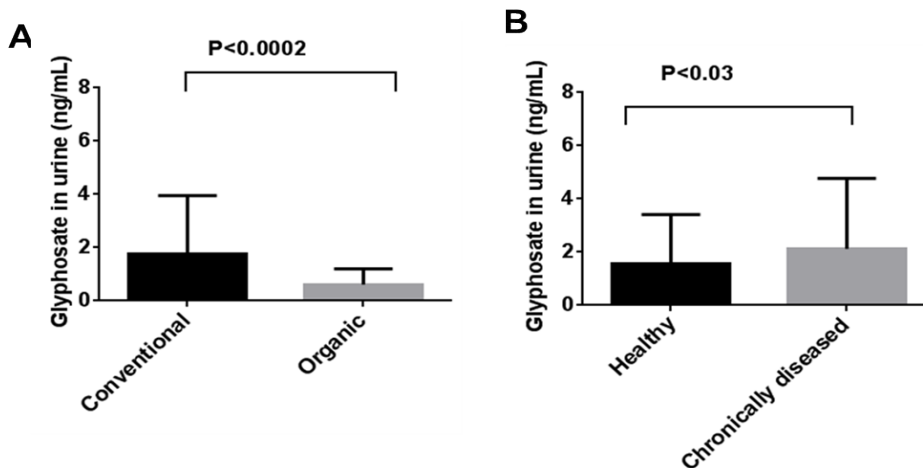 A
P<0.0002
Glyphosate in urine (ng/mL)
8
6
4
2
0
Conventional
Organic
B
P<0.03
Glyphosate in urine (ng/mL)
8
6
4
2
0
Healthy
Chronically diseased